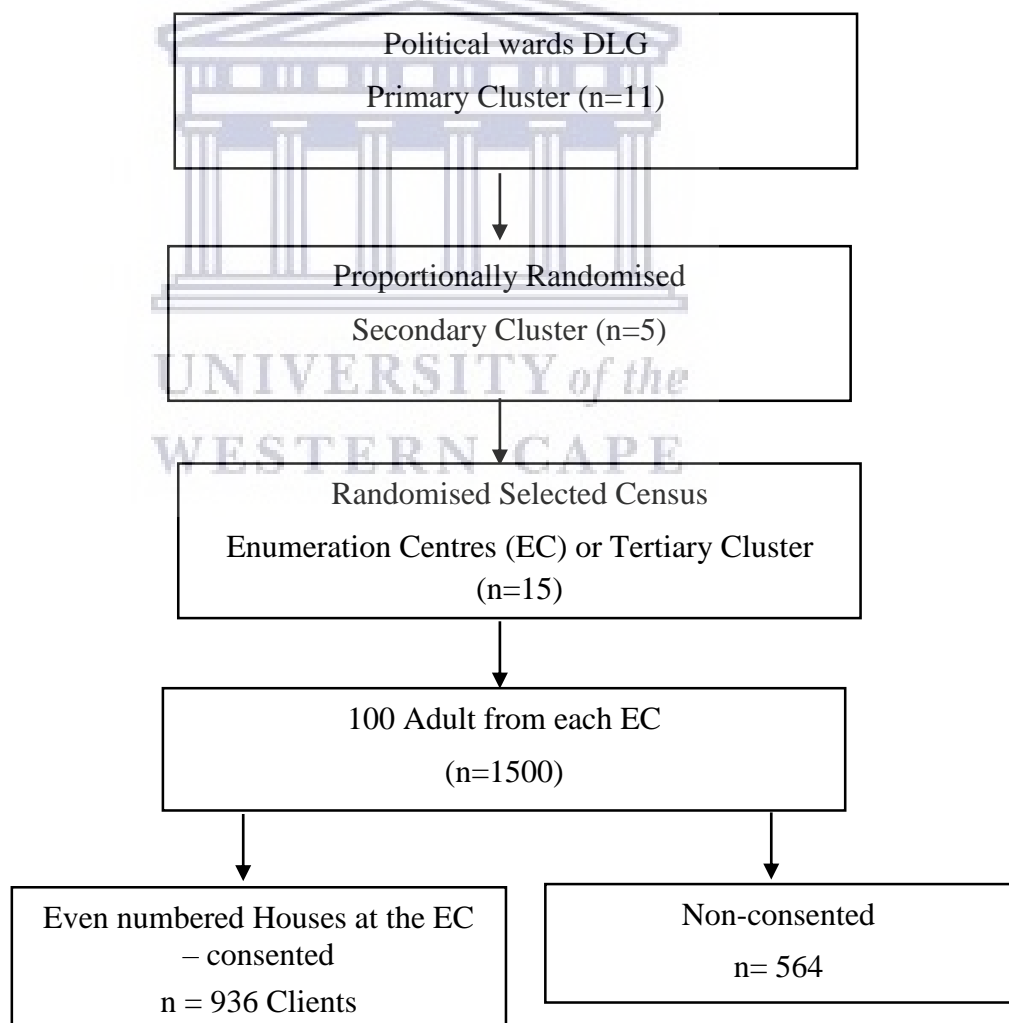 Political wards DLG
Primary Cluster (n=11)
Proportionally Randomised
Secondary Cluster (n=5)
UNIVERSITY of the
WESTERN CAPE
Randomised Selected Census
Enumeration Centres (EC) or Tertiary Cluster
(n=15)
100 Adult from each EC
(n=1500)
Even numbered Houses at the EC
– consented
n = 936 Clients
Non-consented
n= 564